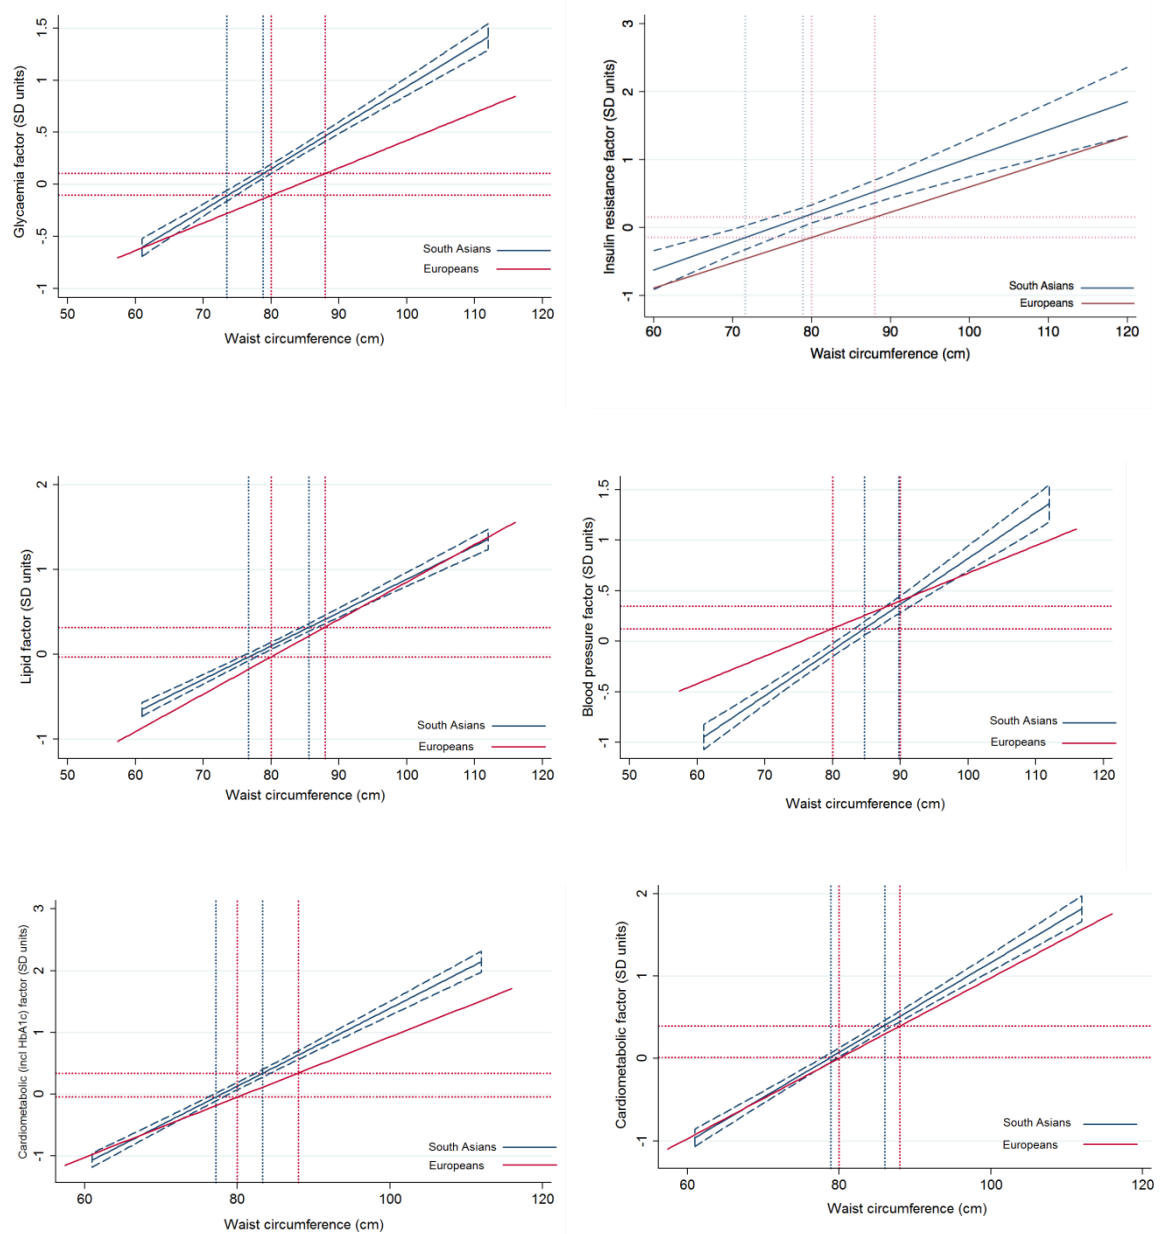 Glycaemia factor (SD units)
1.5
1
.5
0
-.5
-1
South Asians
Europeans
50 60 70 80 90 100 110 120
Waist circumference (cm)
Insulin resistance factor (SD units)
3
2
1
0
-1
South Asians
Europeans
60 70 80 90 100 110 120
Waist circumference (cm)
Lipid factor (SD units)
2
1
0
-1
South Asians
Europeans
50 60 70 80 90 100 110 120
Waist circumference (cm)
Blood pressure factor (SD units)
1.5
1
.5
0
-.5
-1
South Asians
Europeans
50 60 70 80 90 100 110 120
Waist circumference (cm)
Cardiometabolic (incl HbA1c) factor (SD units)
3
2
1
0
-1
South Asians
Europeans
60 80 100 120
Waist circumference (cm)
Cardiometabolic factor (SD units)
2
1
0
-1
South Asians
Europeans
60 80 100 120
Waist circumference (cm)